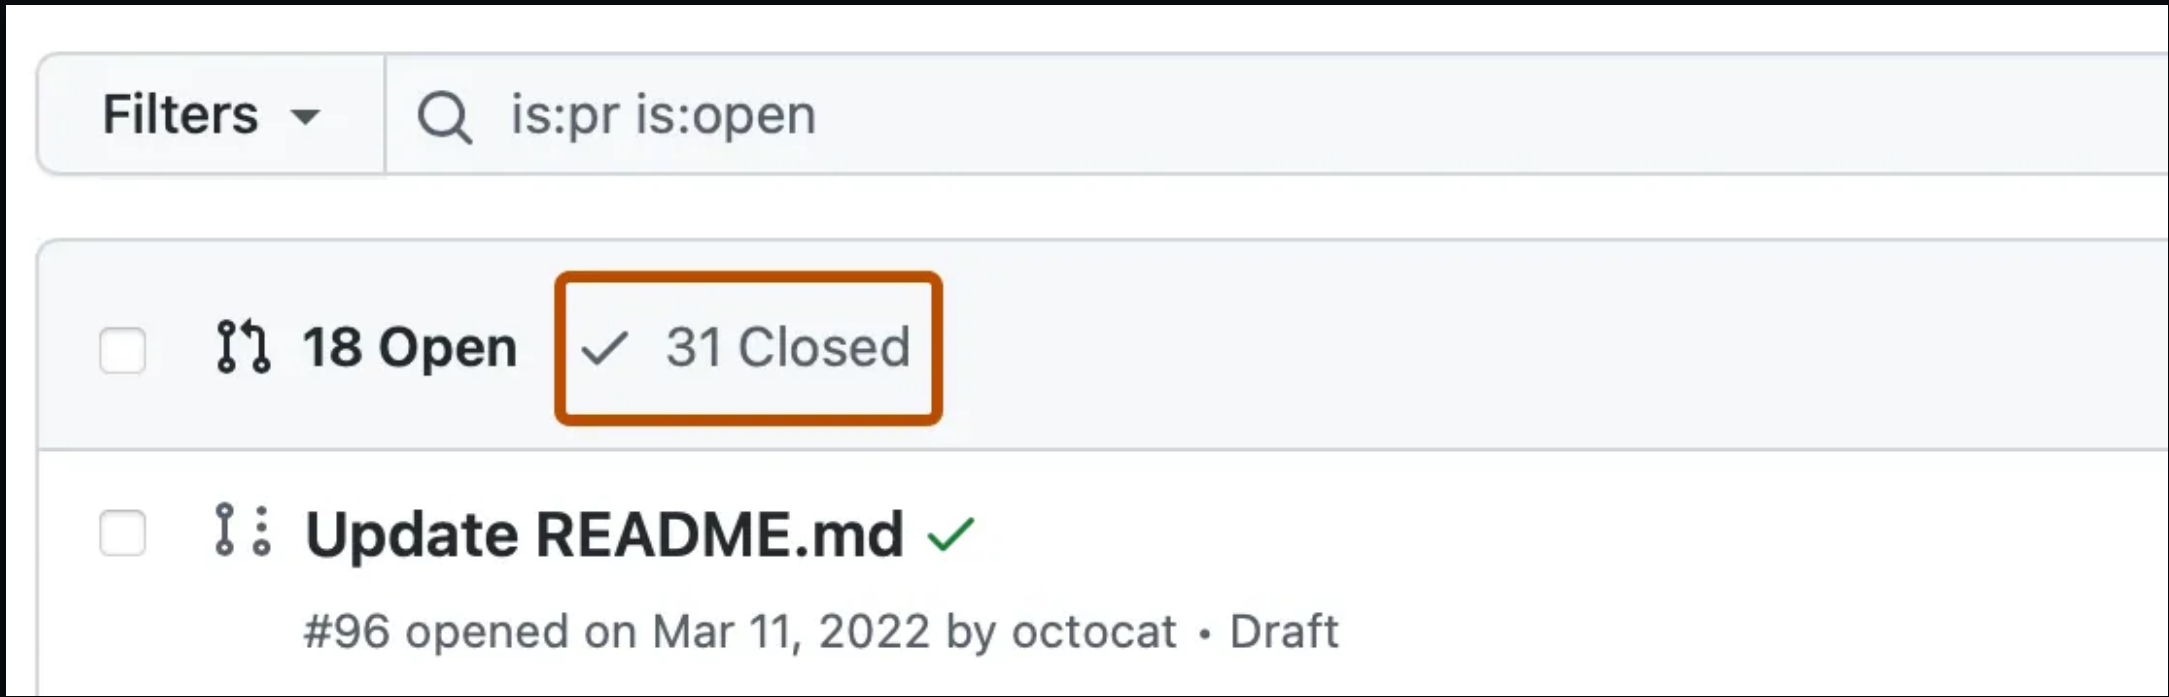 Filters is:pr is:open
18 Open 31 Closed
Update README.md
#96 opened on Mar 11, 2022 by octocat • Draft